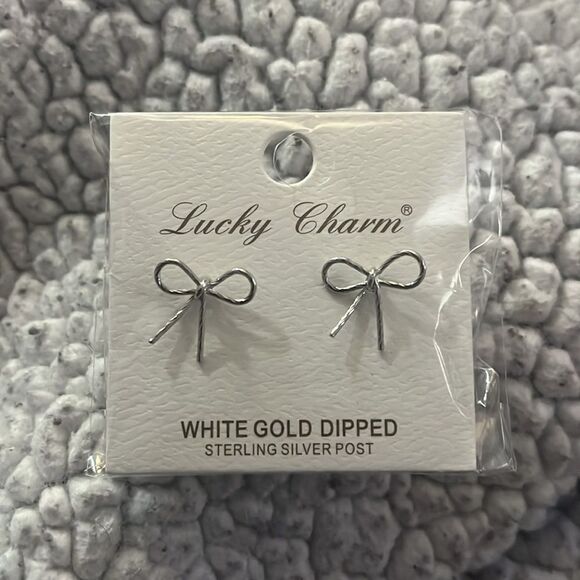 Lucky Charm®
WHITE GOLD DIPPED
STERLING SILVER POST